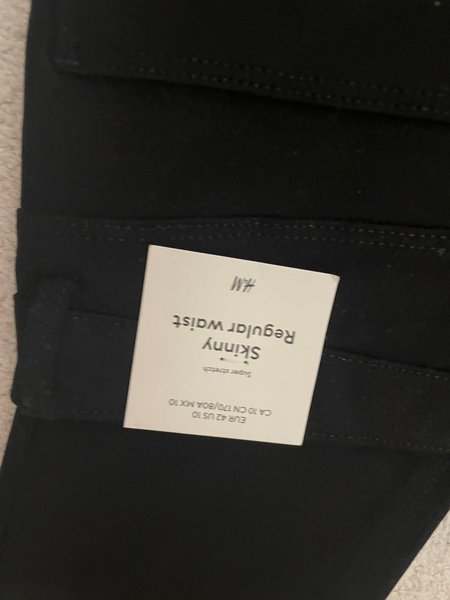 H&M
Regular waist
Skinny
Super stretch
EUR 42 US 10
CA 10 CN 170/80A MX 10